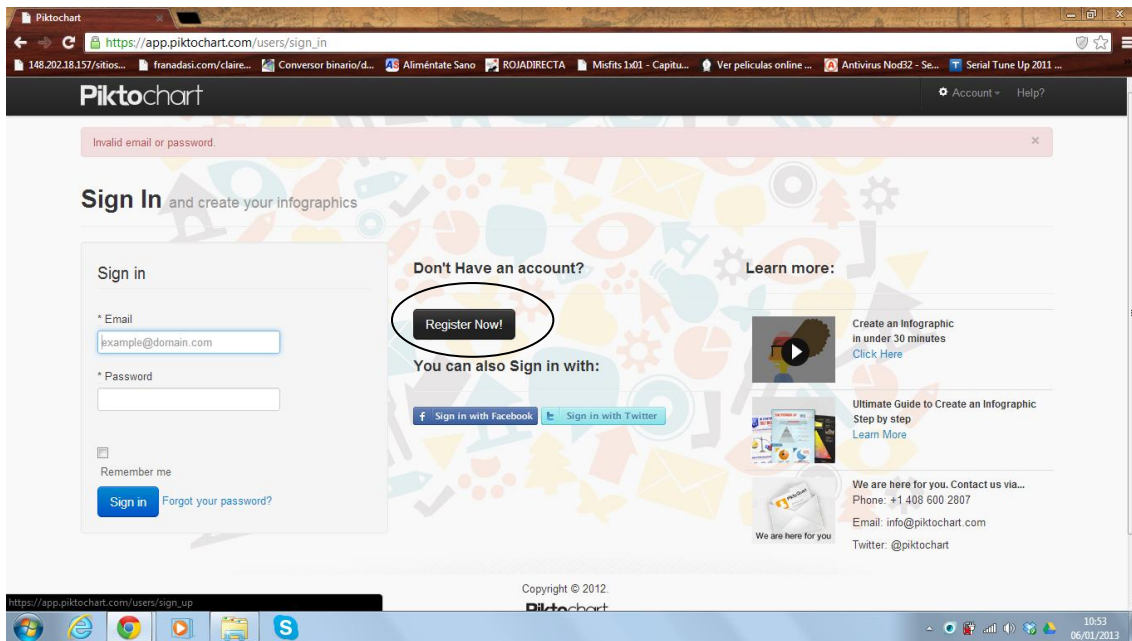 Piktochart
https://app.piktochart.com/users/sign_in
148.202.18.157/sitios... franadasi.com/claire... Conversor binario/d... Aliméntate Sano ROJADIRECTA Misfits 1x01 - Capitu... Ver peliculas online ... Antivirus Nod32 - Se... Serial Tune Up 2011 ...
Piktochart
Account Help?
Invalid email or password. ×
Sign In and create your infographics
Sign in
* Email
example@domain.com
* Password
Remember me
Sign in Forgot your password?
Don't Have an account?
Register Now!
You can also Sign in with:
Sign in with Facebook Sign in with Twitter
Learn more:
Create an Infographic
in under 30 minutes
Click Here
Ultimate Guide to Create an Infographic
Step by step
Learn More
We are here for you
We are here for you. Contact us via...
Phone: +1 408 600 2807
Email: info@piktochart.com
Twitter: @piktochart
Copyright © 2012.
Piktochart
https://app.piktochart.com/users/sign_up
10:53
06/01/2013